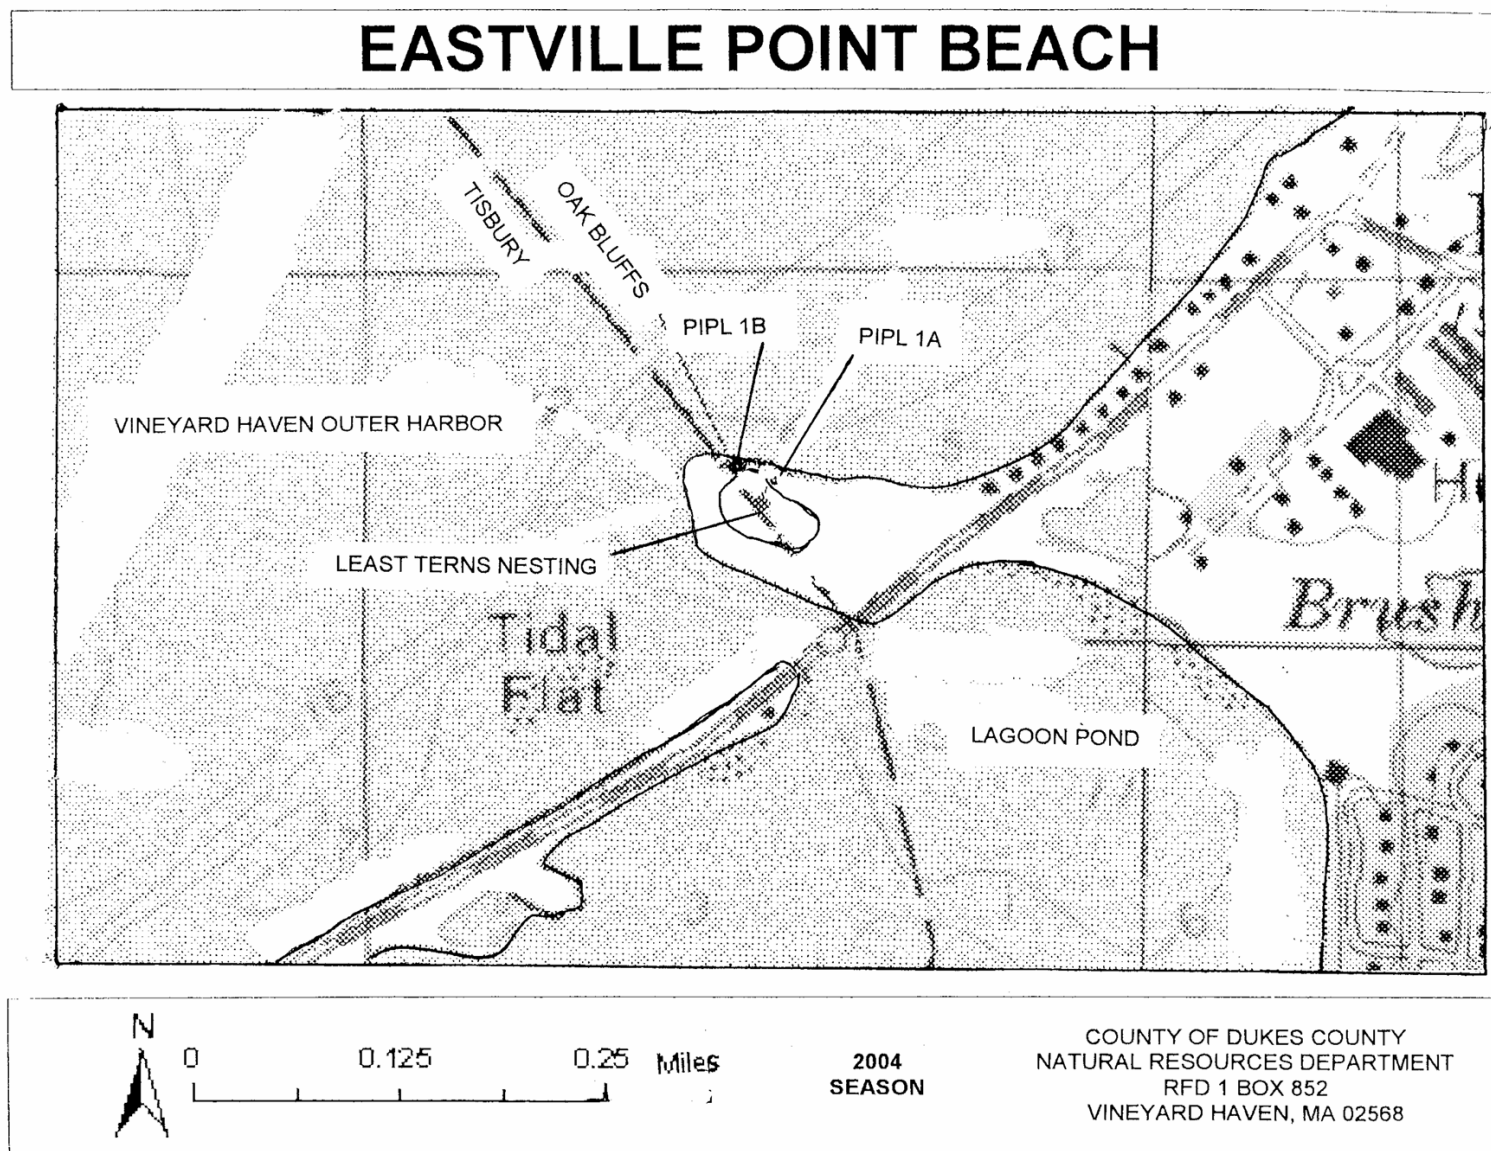 EASTVILLE POINT BEACH
TISBURY
OAK BLUFFS
PIPL 1B
PIPL 1A
VINEYARD HAVEN OUTER HARBOR
LEAST TERNS NESTING
Tidal
Flat
Brush
LAGOON POND
N
0 0.125 0.25 Miles
2004
SEASON
COUNTY OF DUKES COUNTY
NATURAL RESOURCES DEPARTMENT
RFD 1 BOX 852
VINEYARD HAVEN, MA 02568